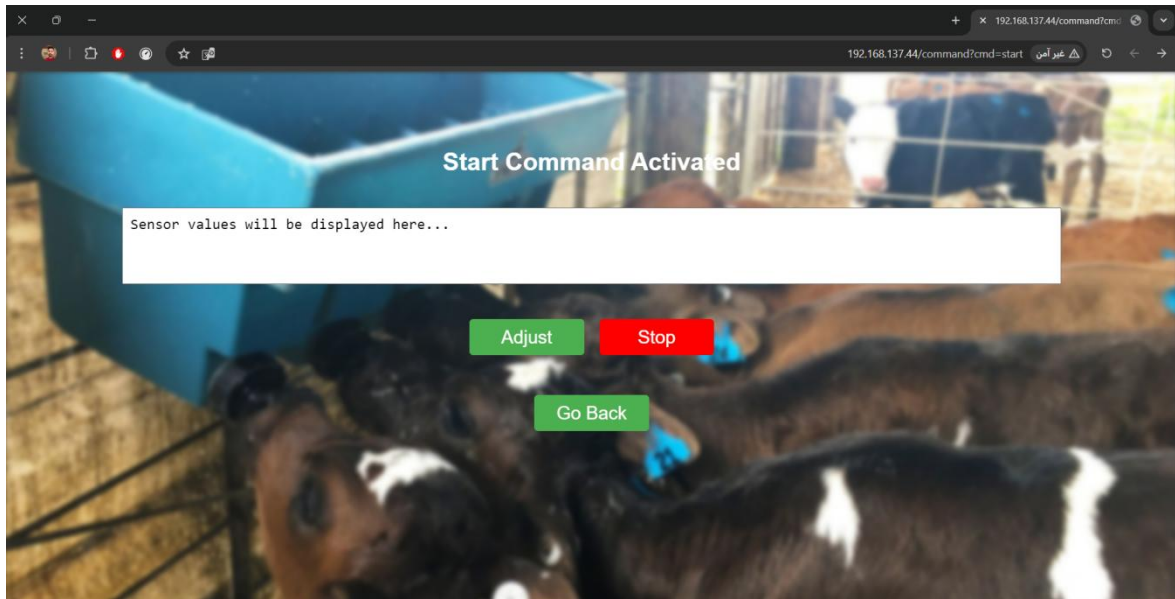 192.168.137.44/command?cmd
192.168.137.44/command?cmd=start غير آمن
Start Command Activated
Sensor values will be displayed here...
Adjust Stop
Go Back
21